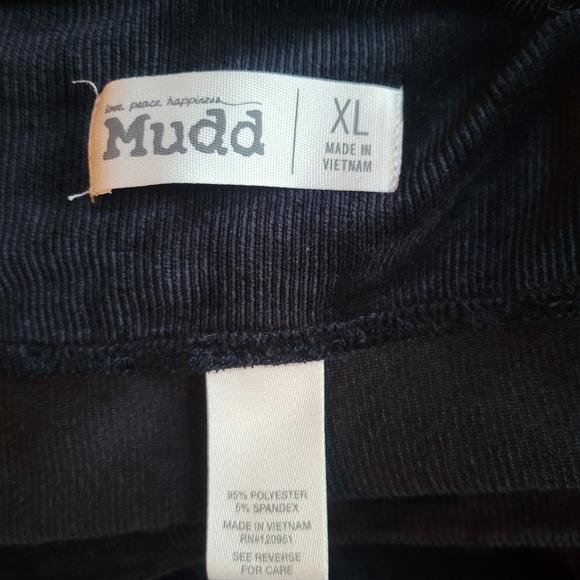 love. peace. happiness.
Mudd
XL
MADE IN
VIETNAM
95% POLYESTER
5% SPANDEX
MADE IN VIETNAM
RN#120951
SEE REVERSE
FOR CARE